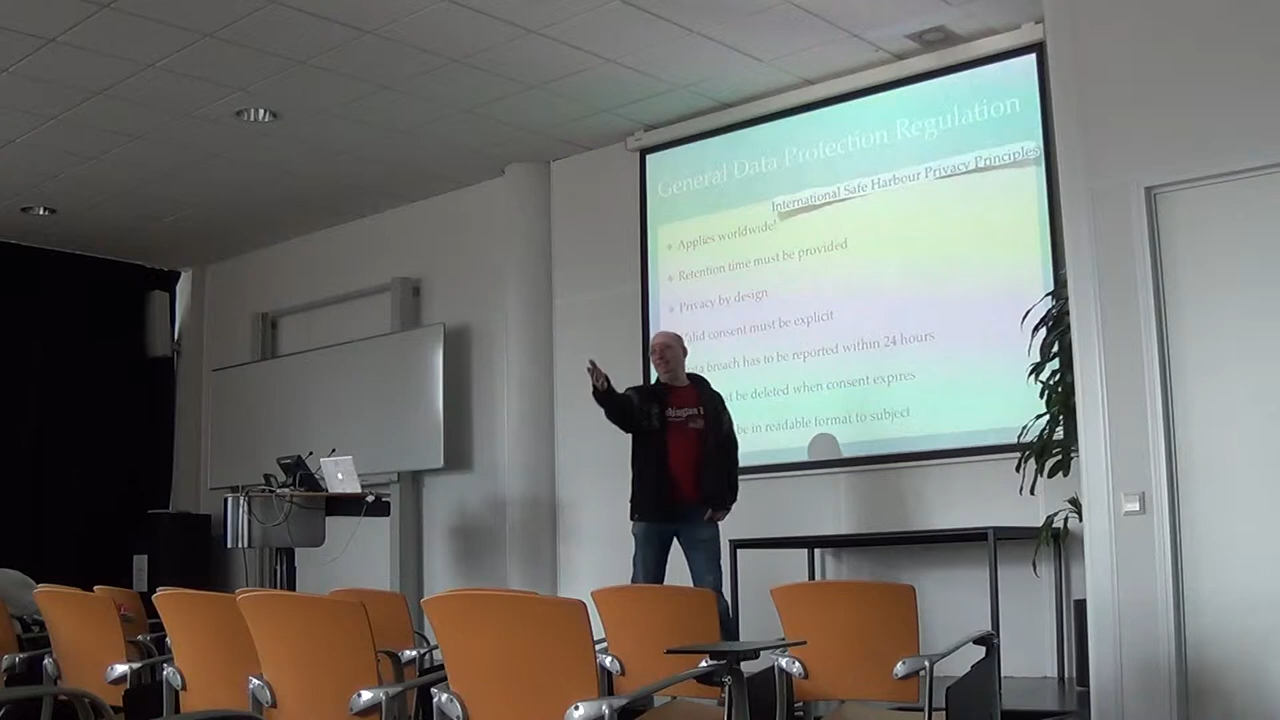 General Data Protection Regulation
International Safe Harbour Privacy Principles
Applies worldwide!
Retention time must be provided
Privacy by design
alid consent must be explicit
a breach has to be reported within 24 hours
t be deleted when consent expires
be in readable format to subject